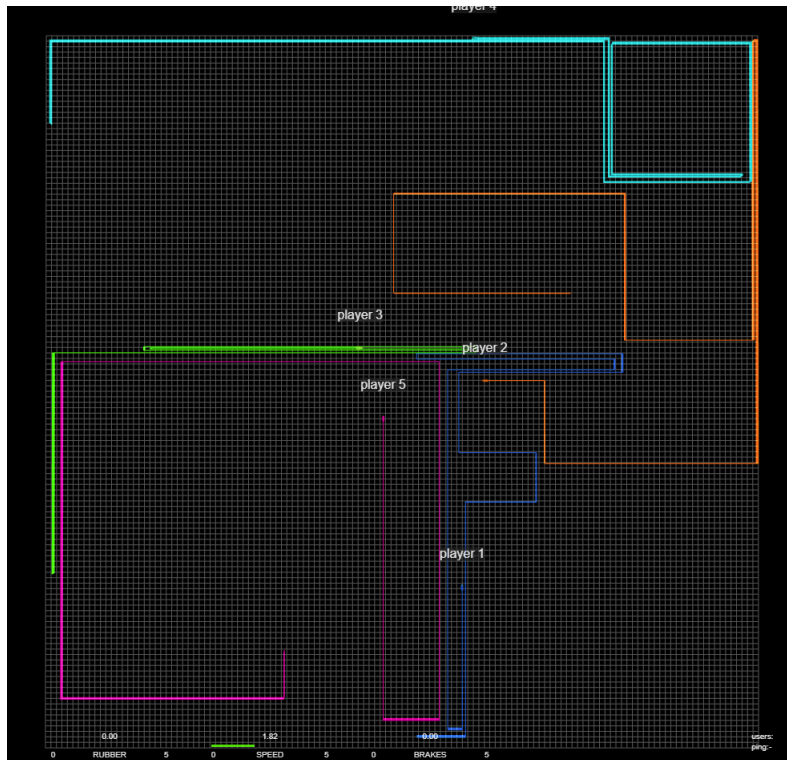 player 4
player 3
player 2
player 5
player 1
0.00 1.82 0.00 users:
0 RUBBER 5 0 SPEED 5 0 BRAKES 5 ping:-